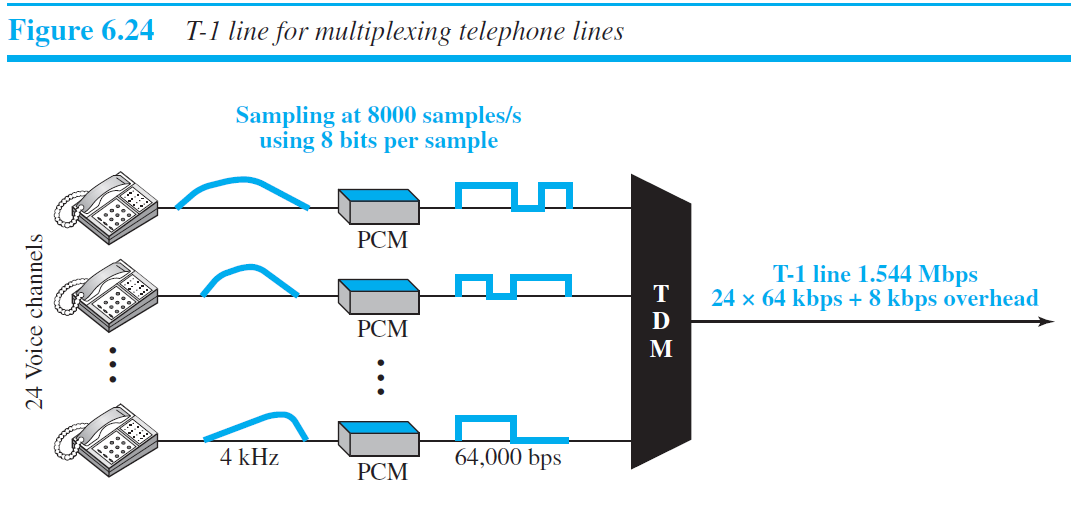 Figure 6.24 T-1 line for multiplexing telephone lines
Sampling at 8000 samples/s
using 8 bits per sample
24 Voice channels
PCM
PCM
4 kHz
PCM
64,000 bps
T
D
M
T-1 line 1.544 Mbps
24 × 64 kbps + 8 kbps overhead